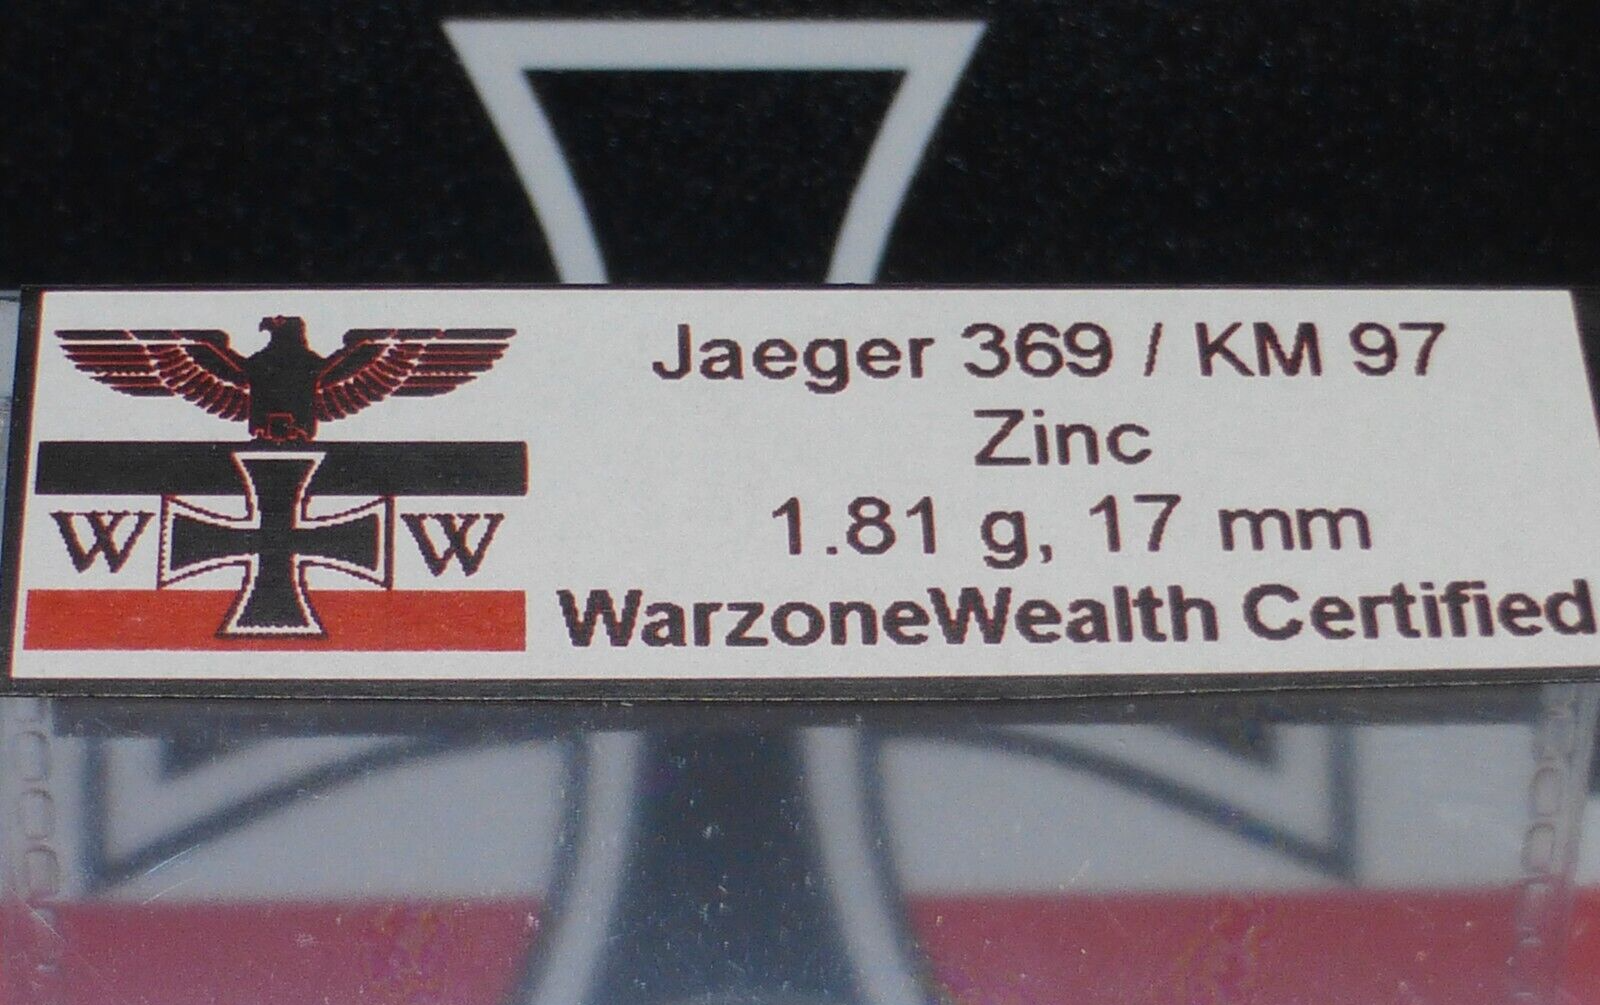 Jaeger 369 / KM 97
Zinc
1.81 g, 17 mm
WarzoneWealth Certified
W W